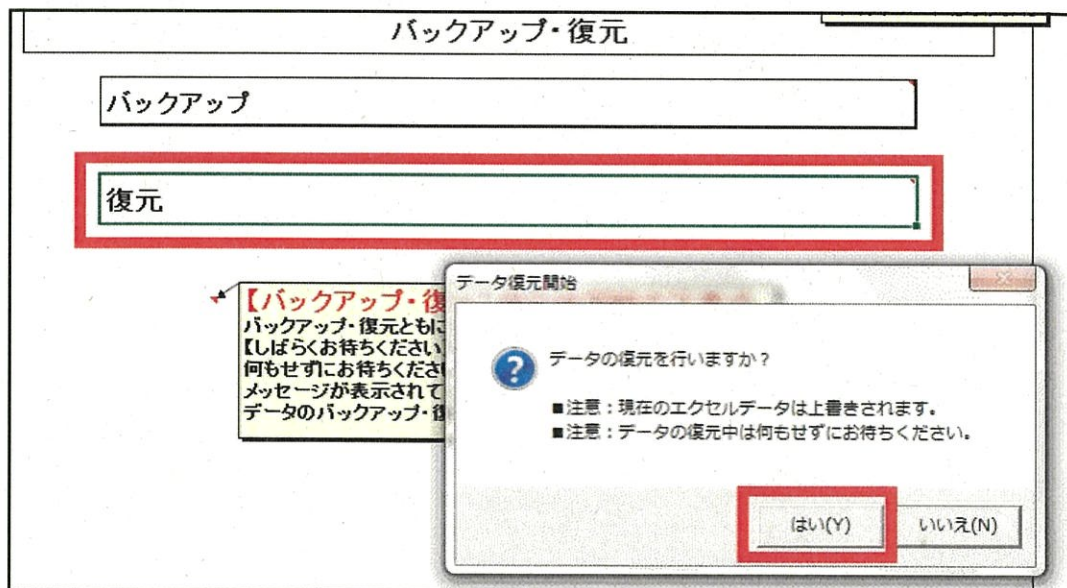 バックアップ・復元
バックアップ
復元
【バックアップ・復
バックアップ・復元ともに
【しばらくお待ちください
何もせずにお待ちくださ
メッセージが表示されて
データのバックアップ・復
データ復元開始
データの復元を行いますか？
■注意：現在のエクセルデータは上書きされます。
■注意：データの復元中は何もせずにお待ちください。
はい(Y)
いいえ(N)